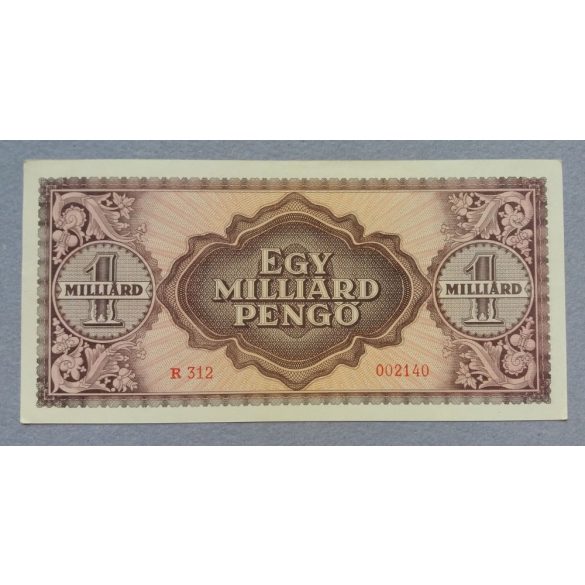 EGY
MILLIÁRD
PENGŐ
1
MILLIÁRD
1
MILLIÁRD
R 312
002140